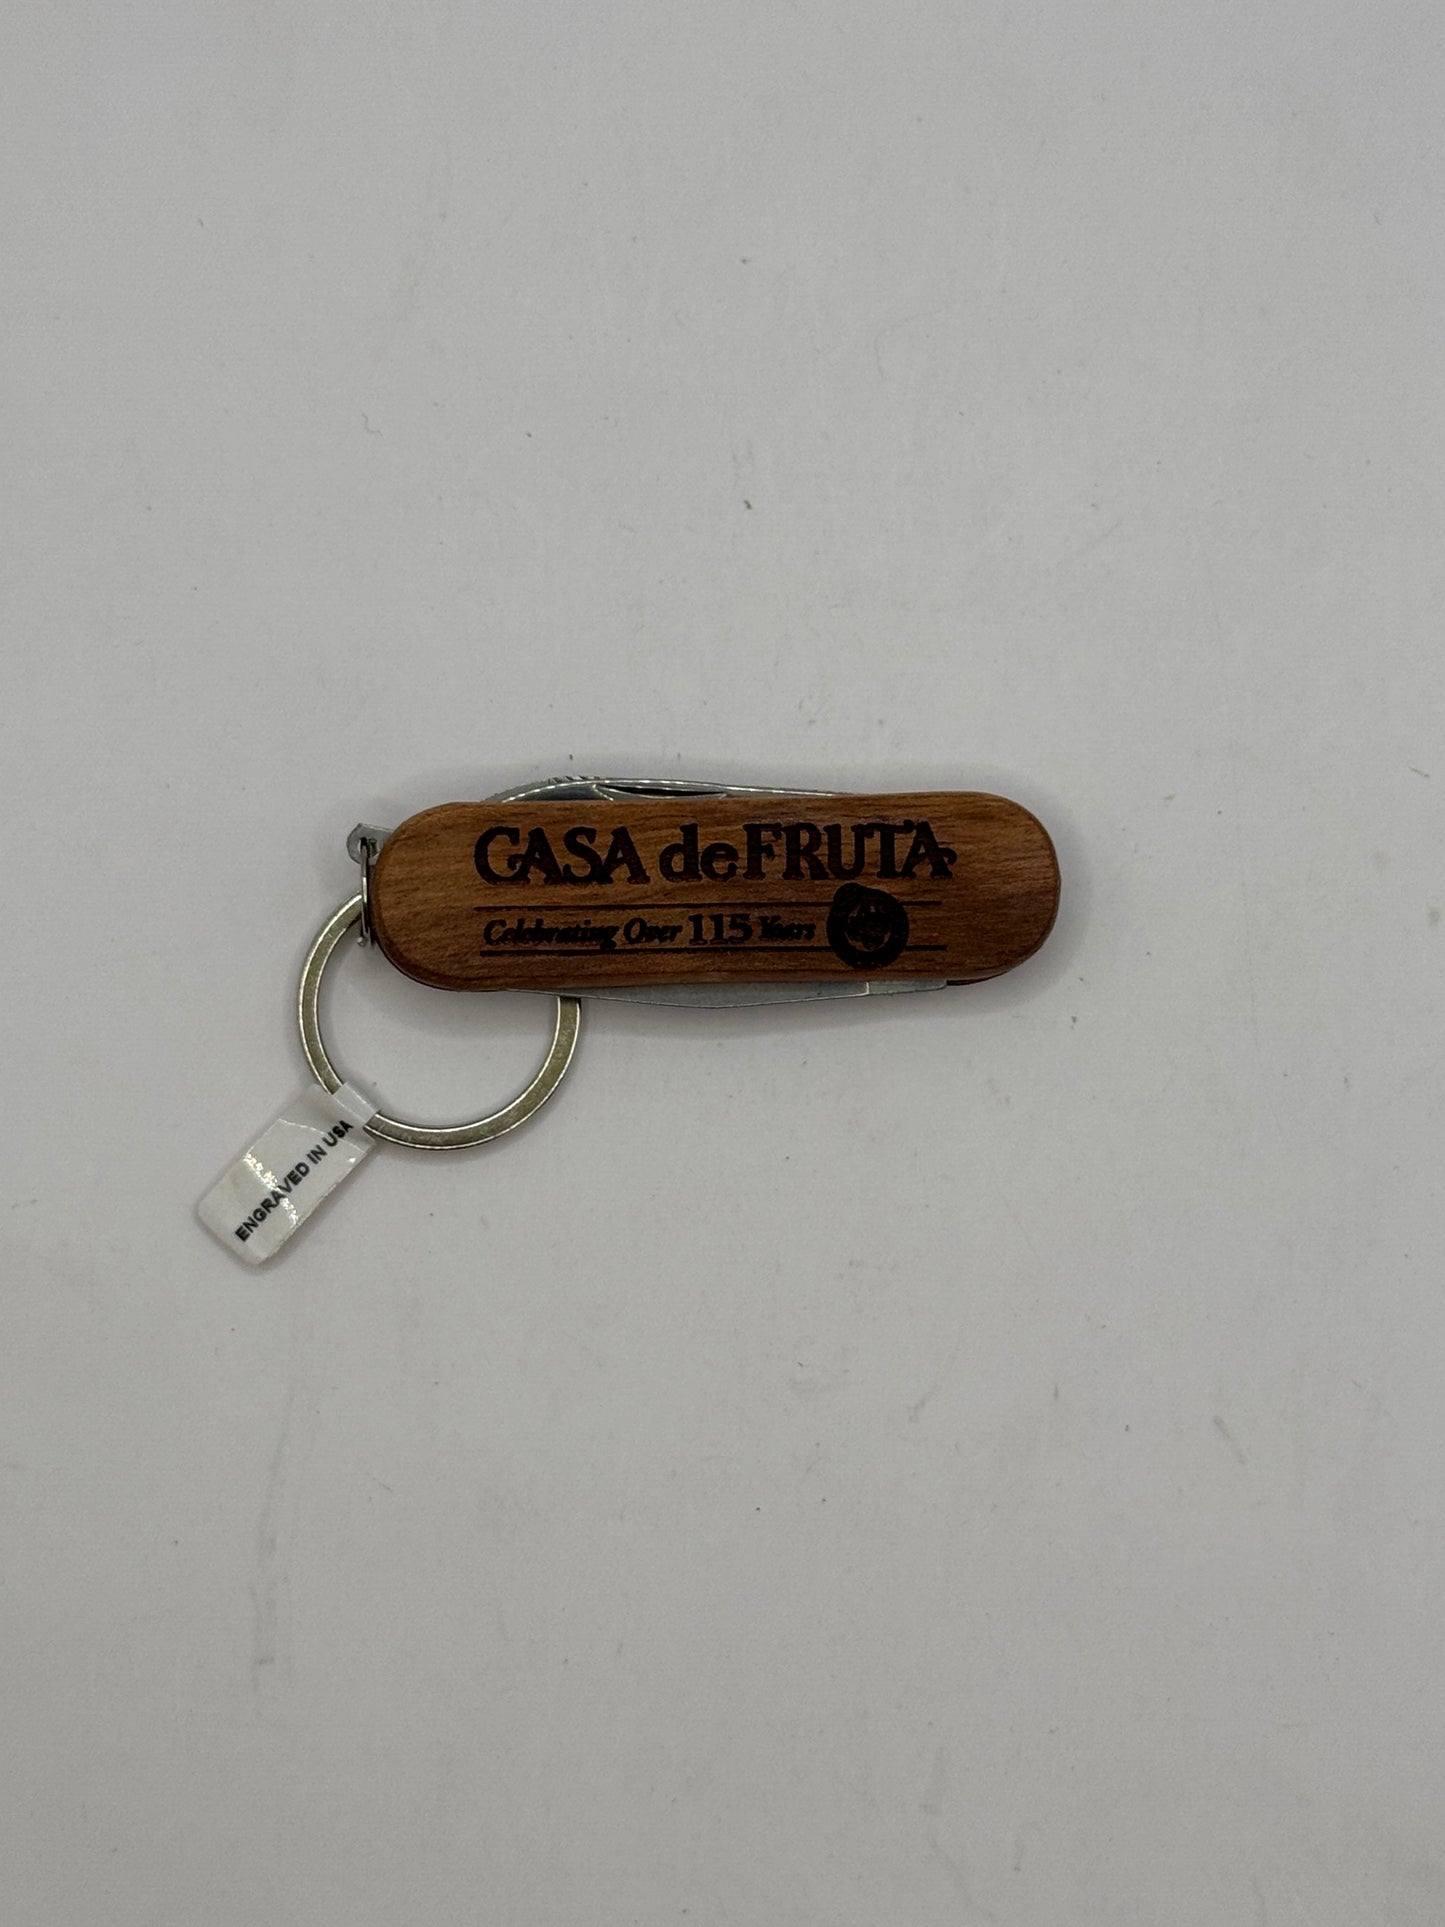 CASA de FRUTA
Celebrating Over 115 Years
ENGRAVED IN USA